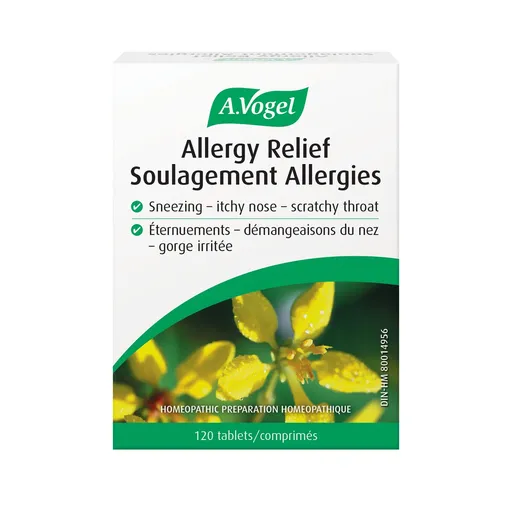 A.Vogel
Allergy Relief
Soulagement Allergies
Sneezing – itchy nose – scratchy throat
Éternuements – démangeaisons du nez
– gorge irritée
DIN-HM 80014956
HOMEOPATHIC PREPARATION HOMÉOPATHIQUE
120 tablets/comprimés